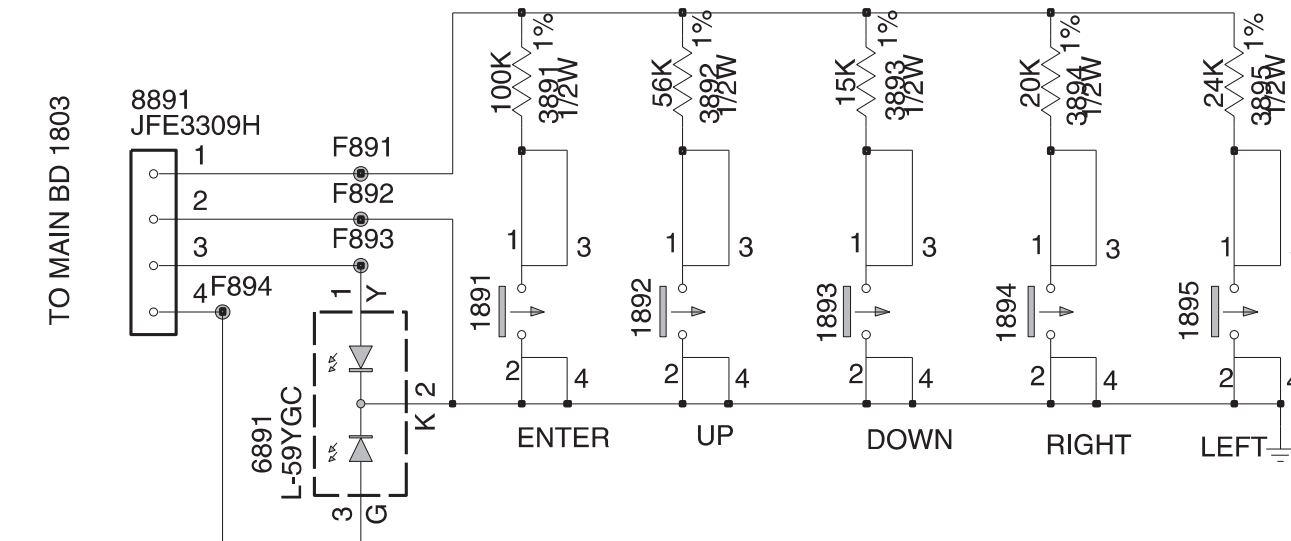 TO MAIN BD 1803
8891
JFE3309H
1
2
3
4
F891
F892
F893
F894
100K
1%
3891
1/2W
56K
1%
3892
1/2W
15K
1%
3893
1/2W
20K
1%
3894
1/2W
24K
1%
3895
1/2W
1
3
1891
2
4
ENTER
1
3
1892
2
4
UP
1
3
1893
2
4
DOWN
1
3
1894
2
4
RIGHT
1
1895
2
LEFT
1
Y
6891
L-59YGC
K
2
3
G